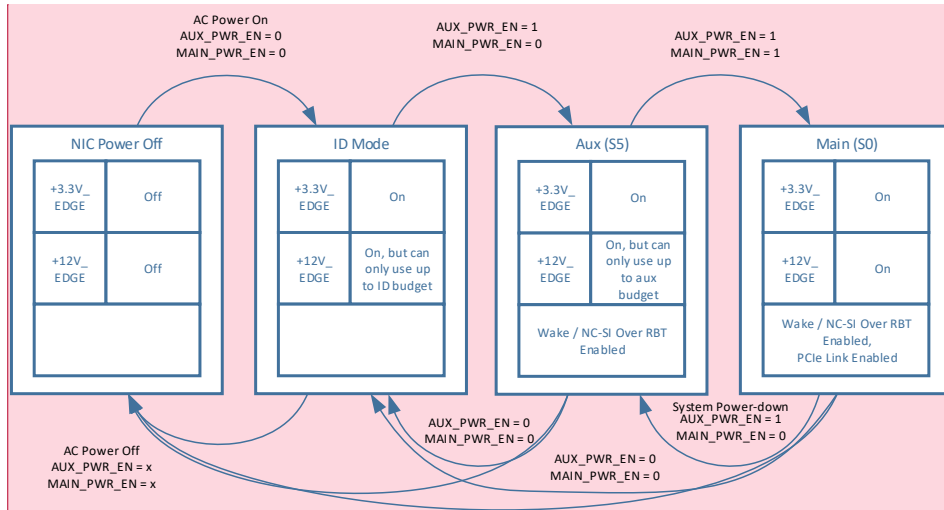 AC Power On
AUX_PWR_EN = 0
MAIN_PWR_EN = 0
AUX_PWR_EN = 1
MAIN_PWR_EN = 0
AUX_PWR_EN = 1
MAIN_PWR_EN = 1
NIC Power Off
+3.3V_
EDGE
Off
+12V_
EDGE
Off
ID Mode
+3.3V_
EDGE
On
+12V_
EDGE
On, but can
only use up
to ID budget
Aux (S5)
+3.3V_
EDGE
On
+12V_
EDGE
On, but can
only use up
to aux
budget
Wake / NC-SI Over RBT
Enabled
Main (S0)
+3.3V_
EDGE
On
+12V_
EDGE
On
Wake / NC-SI Over RBT
Enabled,
PCIe Link Enabled
AC Power Off
AUX_PWR_EN = x
MAIN_PWR_EN = x
AUX_PWR_EN = 0
MAIN_PWR_EN = 0
AUX_PWR_EN = 0
MAIN_PWR_EN = 0
System Power-down
AUX_PWR_EN = 1
MAIN_PWR_EN = 0